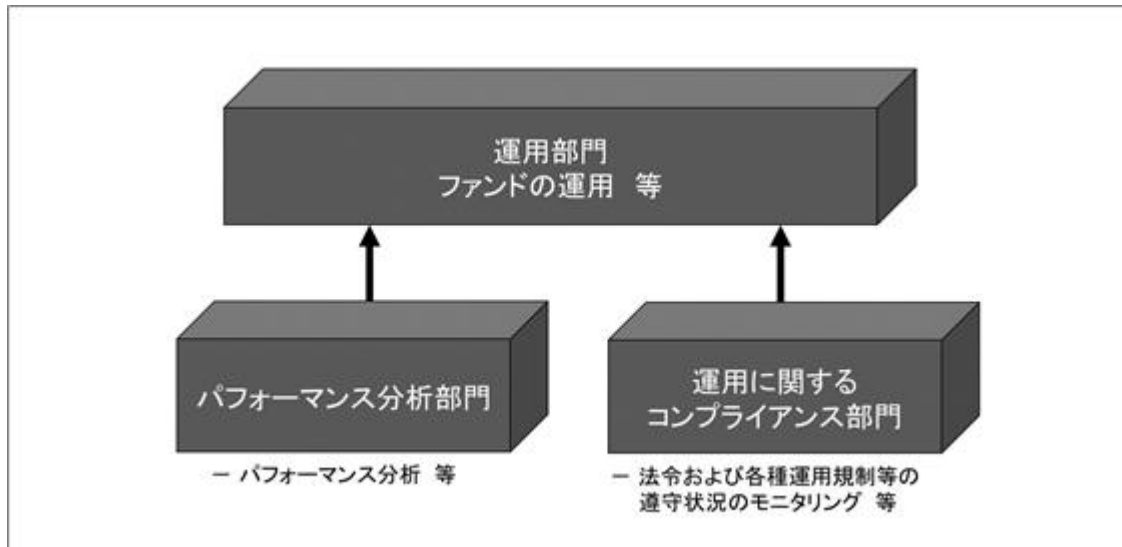 運用部門
ファンドの運用 等
パフォーマンス分析部門
運用に関する
コンプライアンス部門
－ パフォーマンス分析 等
－ 法令および各種運用規制等の
遵守状況のモニタリング 等